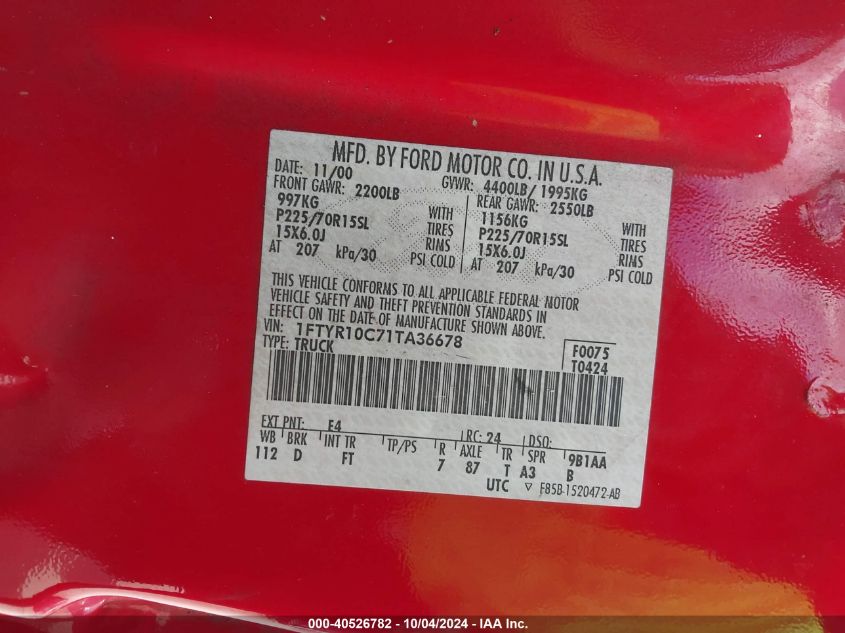 MFD. BY FORD MOTOR CO. IN U.S.A.
DATE: 11/00 GVWR: 4400LB/ 1995KG
FRONT GAWR: 2200LB REAR GAWR: 2550LB
997KG WITH 1156KG WITH
P225/70R15SL TIRES P225/70R15SL TIRES
15X6.0J RIMS 15X6.0J RIMS
AT 207 kPa/30 PSI COLD AT 207 kPa/30 PSI COLD
THIS VEHICLE CONFORMS TO ALL APPLICABLE FEDERAL MOTOR
VEHICLE SAFETY AND THEFT PREVENTION STANDARDS IN
EFFECT ON THE DATE OF MANUFACTURE SHOWN ABOVE.
VIN: 1FTYR10C71TA36678 F0075
TYPE: TRUCK T0424
EXT PNT: E4 RC: 24 DSO:
WB BRK INT TR TP/PS R AXLE TR SPR 9B1AA
112 D FT 7 87 T A3 B
UTC ▽ F85B-1520472-AB
000-40526782 - 10/04/2024 - IAA Inc.